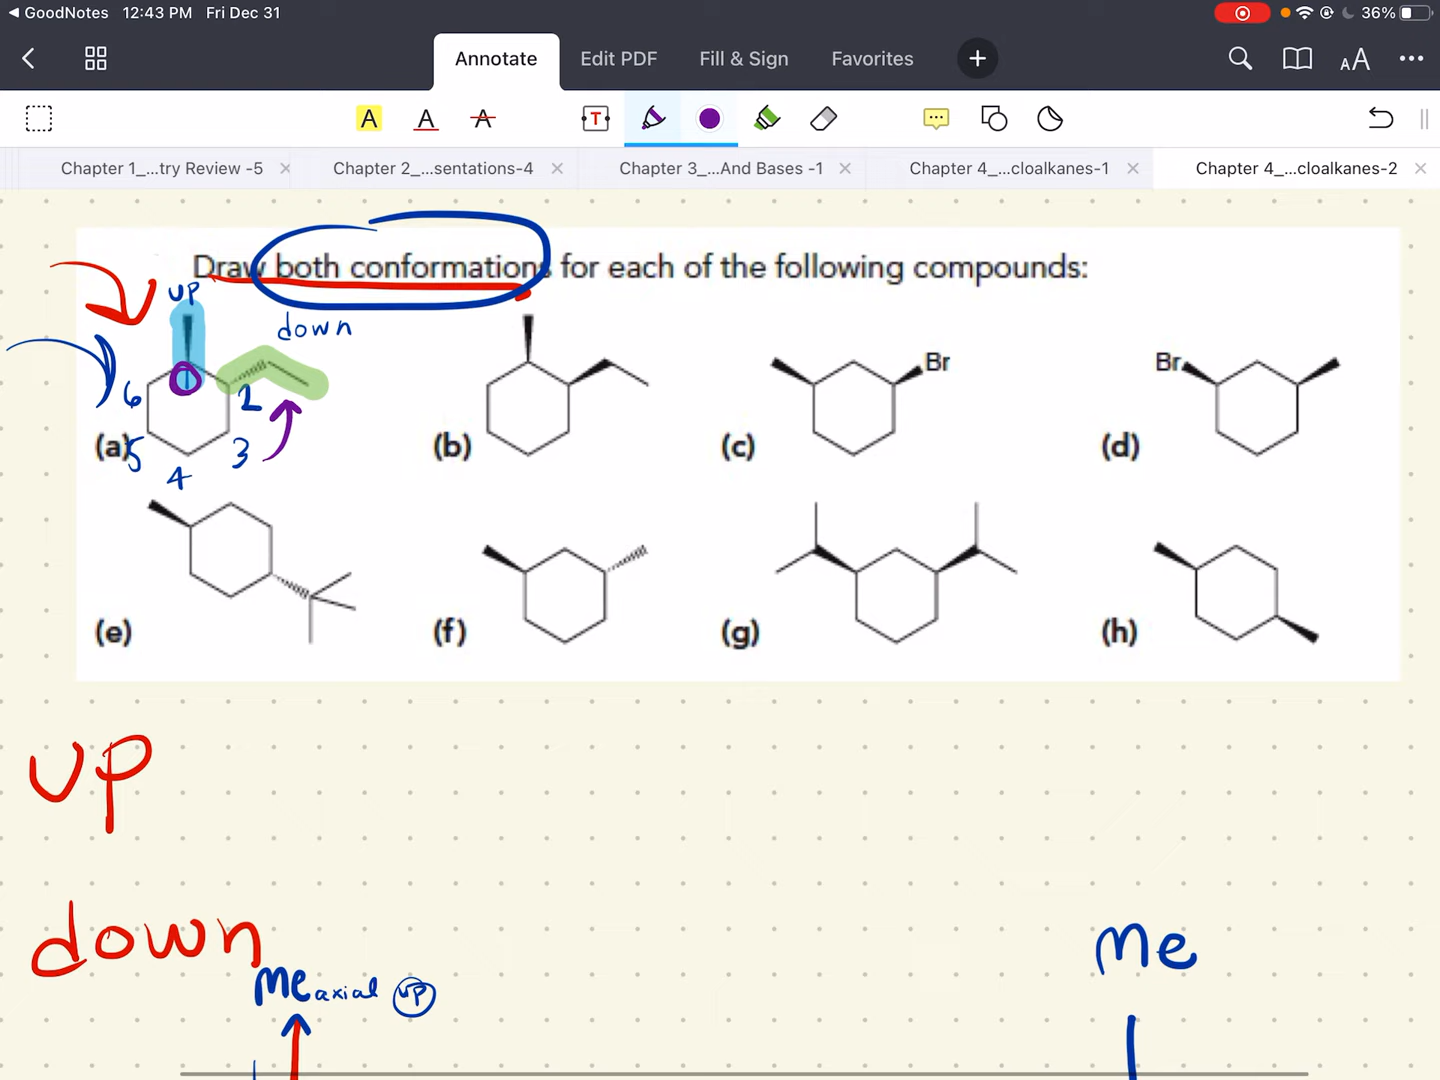 GoodNotes 12:43 PM Fri Dec 31 36%
Annotate Edit PDF Fill & Sign Favorites
A A A T AA
Chapter 1_...try Review -5 Chapter 2_...sentations-4 Chapter 3_...And Bases -1 Chapter 4_...cloalkanes-1 Chapter 4_...cloalkanes-2
Draw both conformations for each of the following compounds:
up
down
Br Br
6 2
(a) 5 3 (b) (c) (d)
4
(e) (f) (g) (h)
up
down
Me
Me axial up